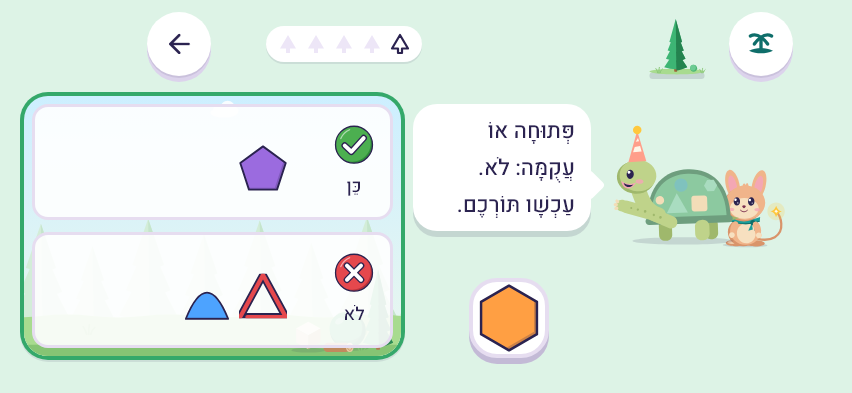 פְּתוּחָה אוֹ
עֲקֻמָּה: לֹא.
עַכְשָׁו תּוֹרְכֶם.
כֵּן
לֹא